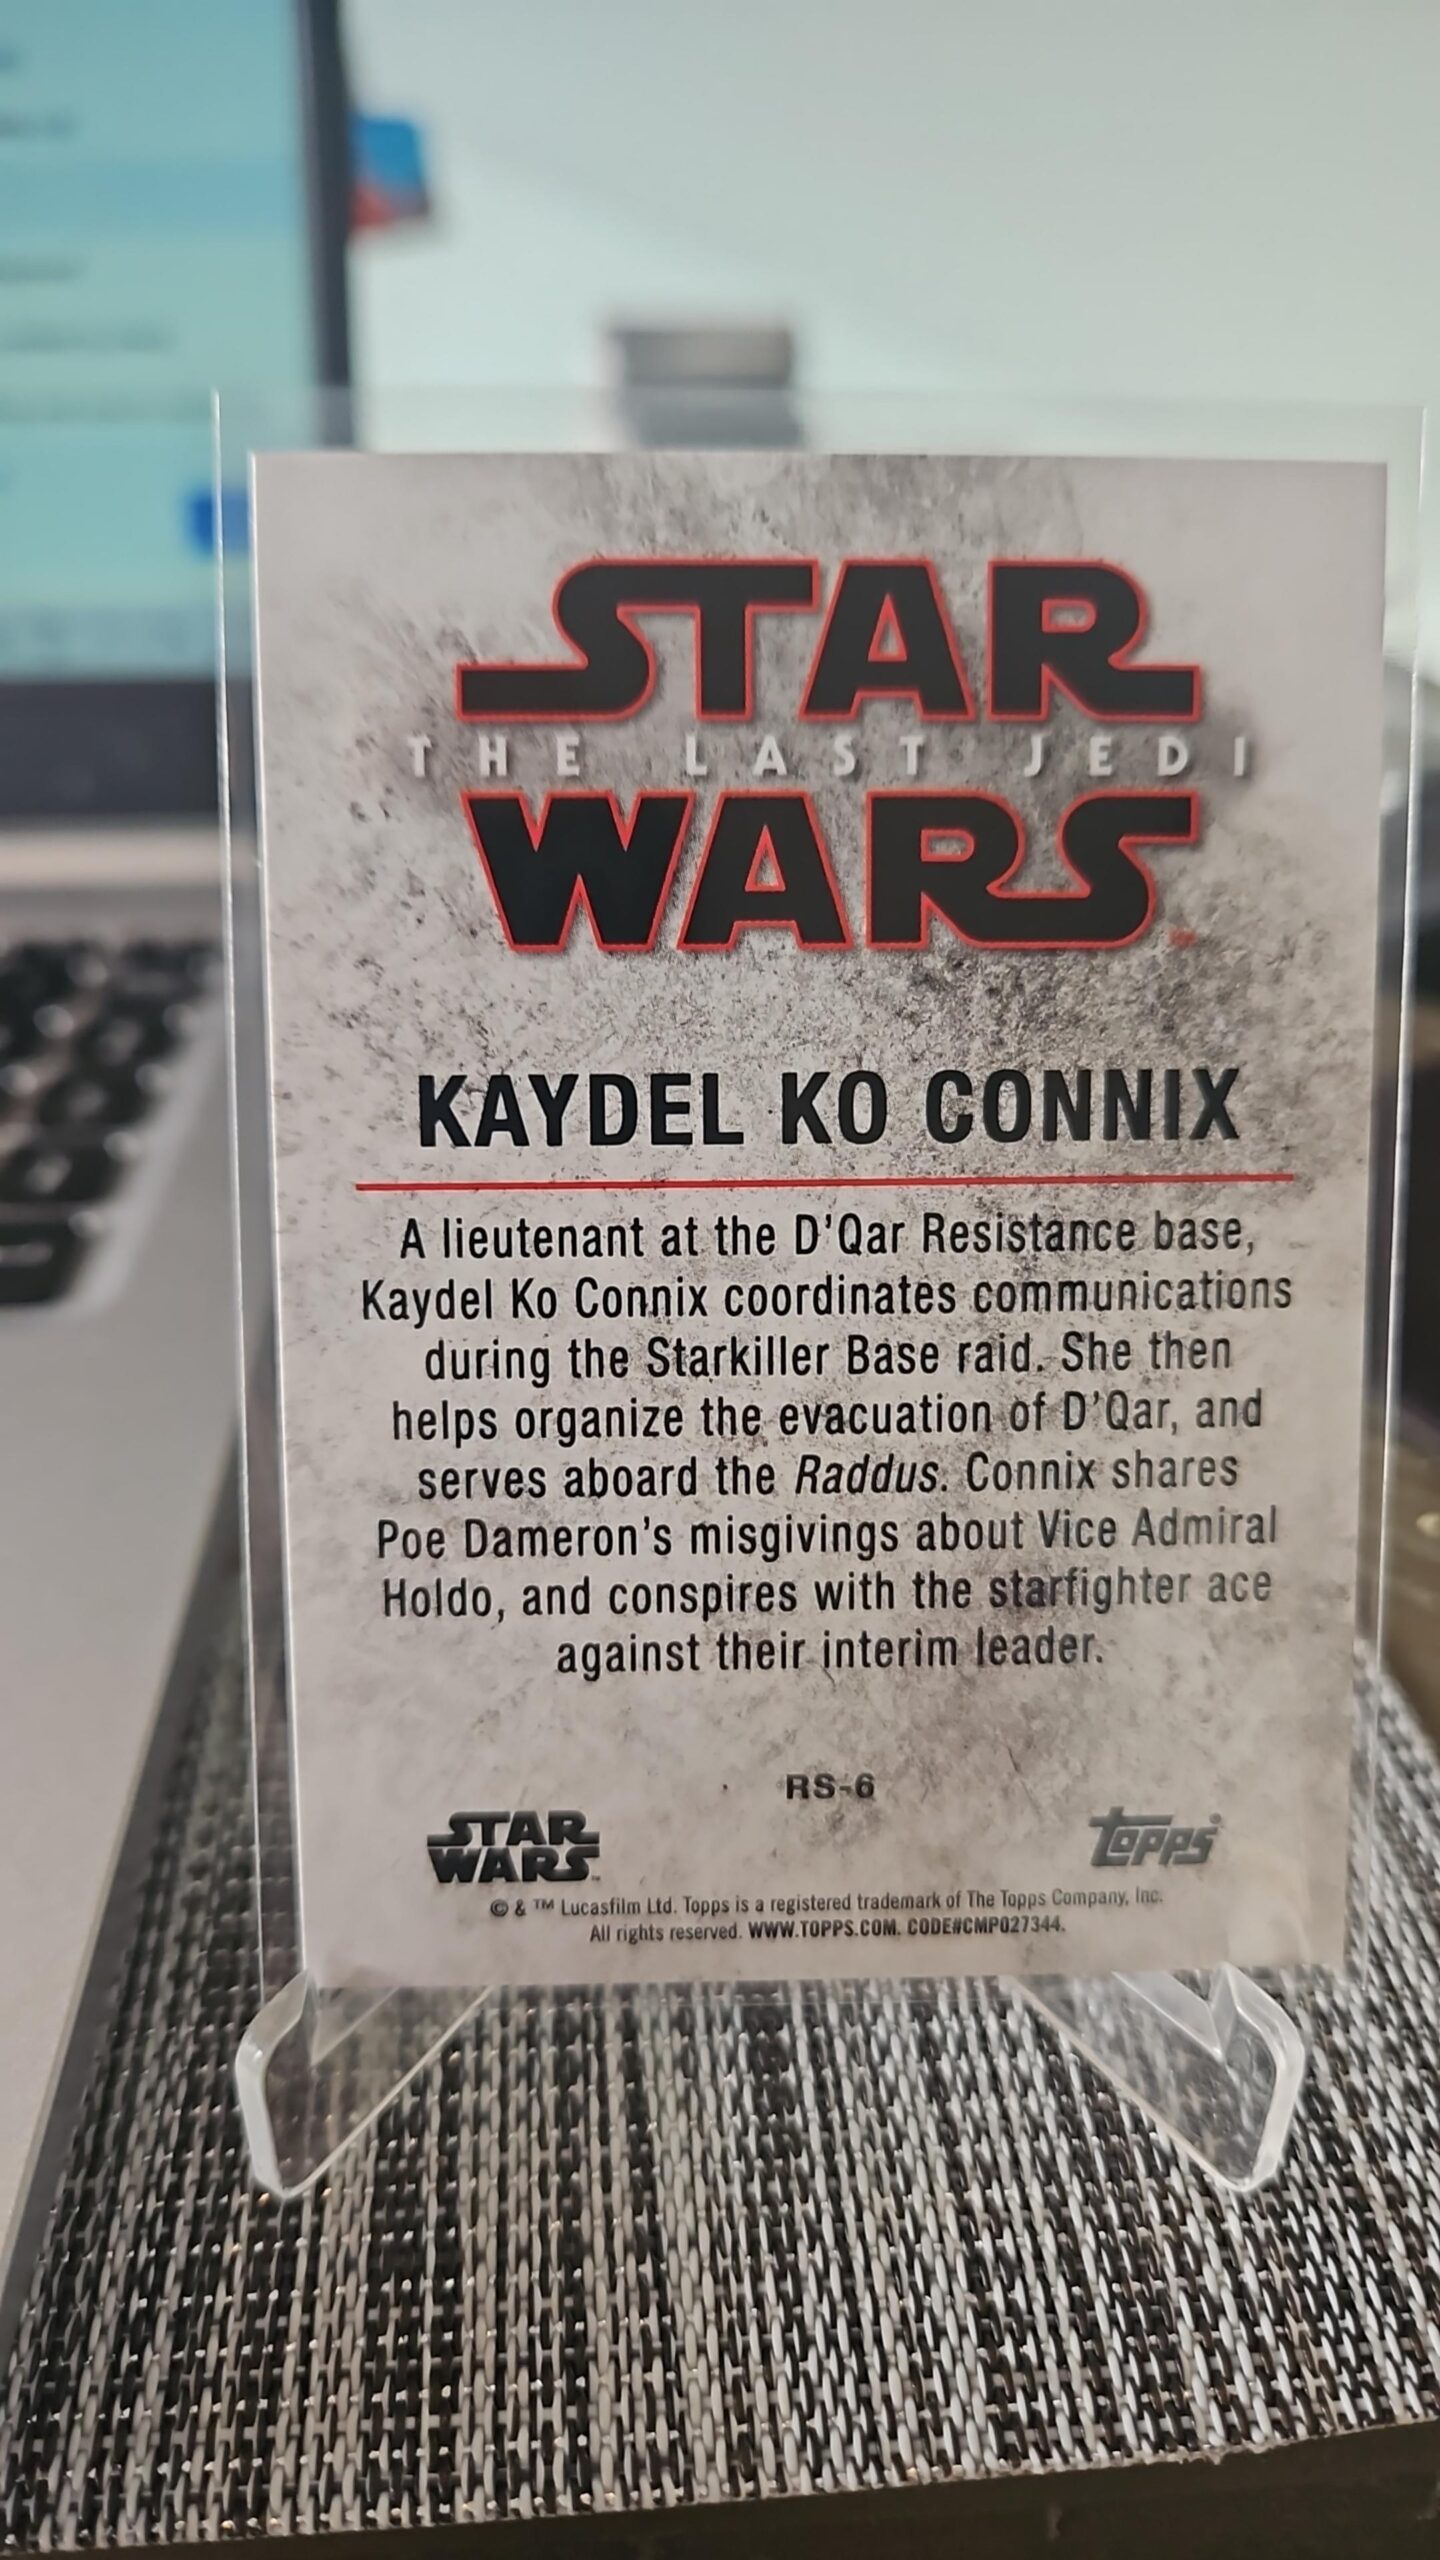 STAR
THE LAST JEDI
WARS
KAYDEL KO CONNIX
A lieutenant at the D'Qar Resistance base,
Kaydel Ko Connix coordinates communications
during the Starkiller Base raid. She then
helps organize the evacuation of D'Qar, and
serves aboard the Raddus. Connix shares
Poe Dameron's misgivings about Vice Admiral
Holdo, and conspires with the starfighter ace
against their interim leader.
RS-6
STAR
WARS
topps
© & ™ Lucasfilm Ltd. Topps is a registered trademark of The Topps Company, Inc.
All rights reserved. WWW.TOPPS.COM. CODE#CMP027344.